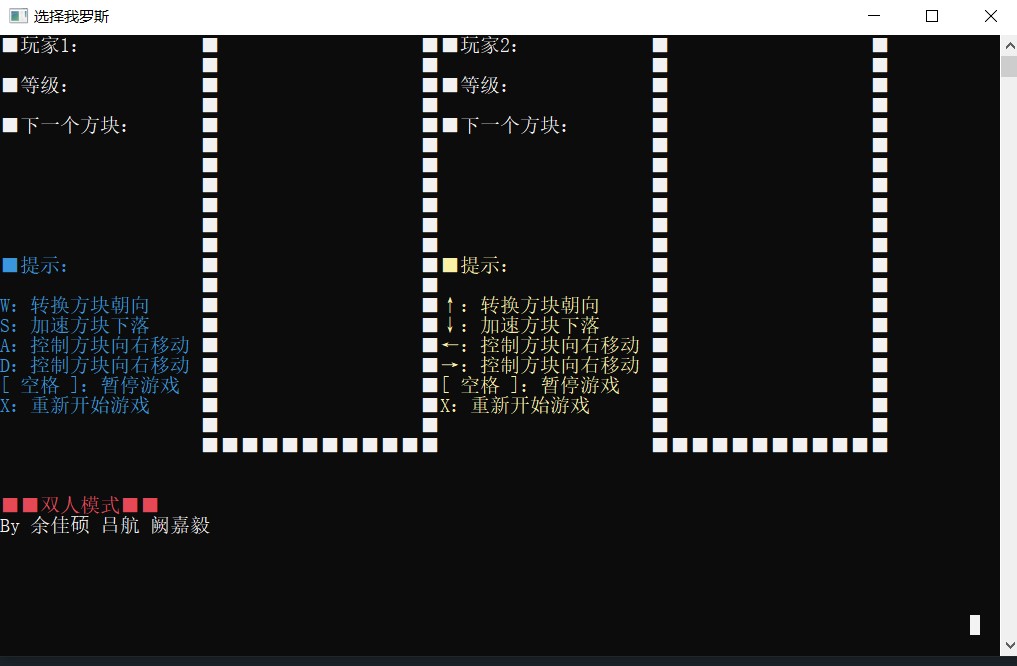 选择我罗斯
■玩家1:
■等级:
■下一个方块:
■提示:
W: 转换方块朝向
S: 加速方块下落
A: 控制方块向右移动
D: 控制方块向右移动
[ 空格 ]: 暂停游戏
X: 重新开始游戏
■玩家2:
■等级:
■下一个方块:
■提示:
↑: 转换方块朝向
↓: 加速方块下落
←: 控制方块向右移动
→: 控制方块向右移动
[ 空格 ]: 暂停游戏
X: 重新开始游戏
■■双人模式■■
By 余佳硕 吕航 阙嘉毅